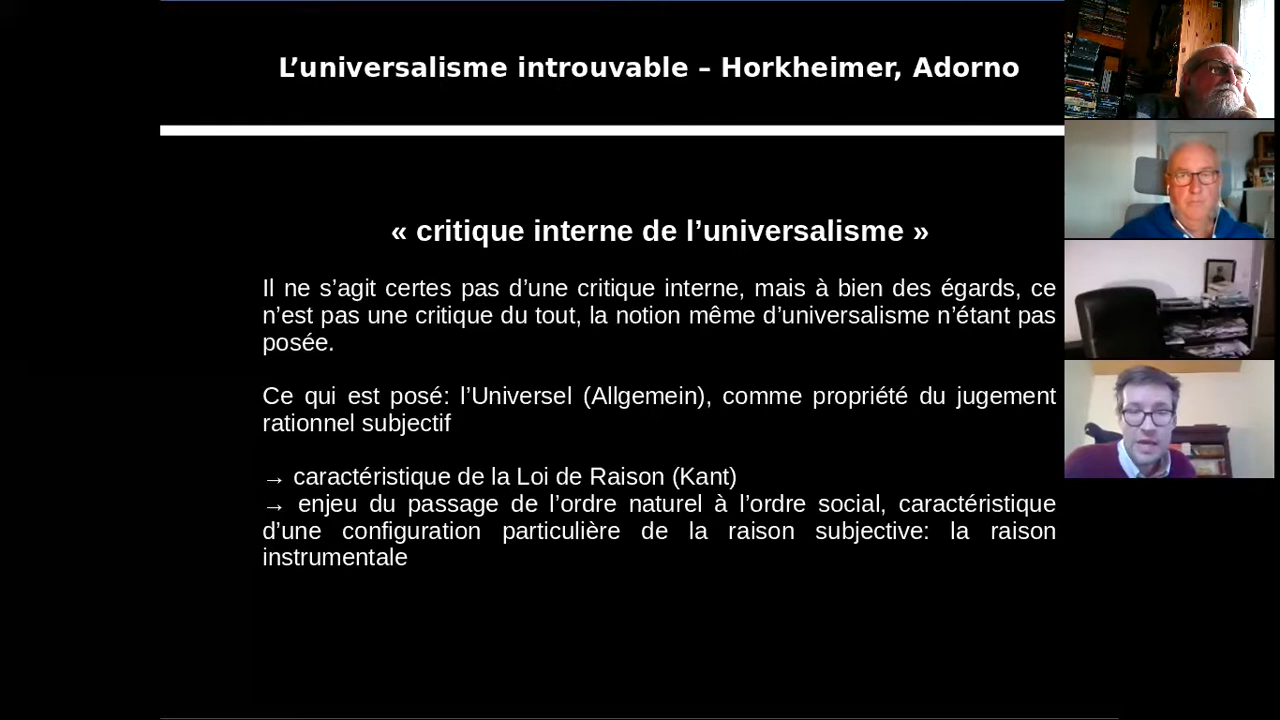 L’universalisme introuvable – Horkheimer, Adorno
« critique interne de l’universalisme »
Il ne s’agit certes pas d’une critique interne, mais à bien des égards, ce
n’est pas une critique du tout, la notion même d’universalisme n’étant pas
posée.
Ce qui est posé: l’Universel (Allgemein), comme propriété du jugement
rationnel subjectif
→ caractéristique de la Loi de Raison (Kant)
→ enjeu du passage de l’ordre naturel à l’ordre social, caractéristique
d’une configuration particulière de la raison subjective: la raison
instrumentale